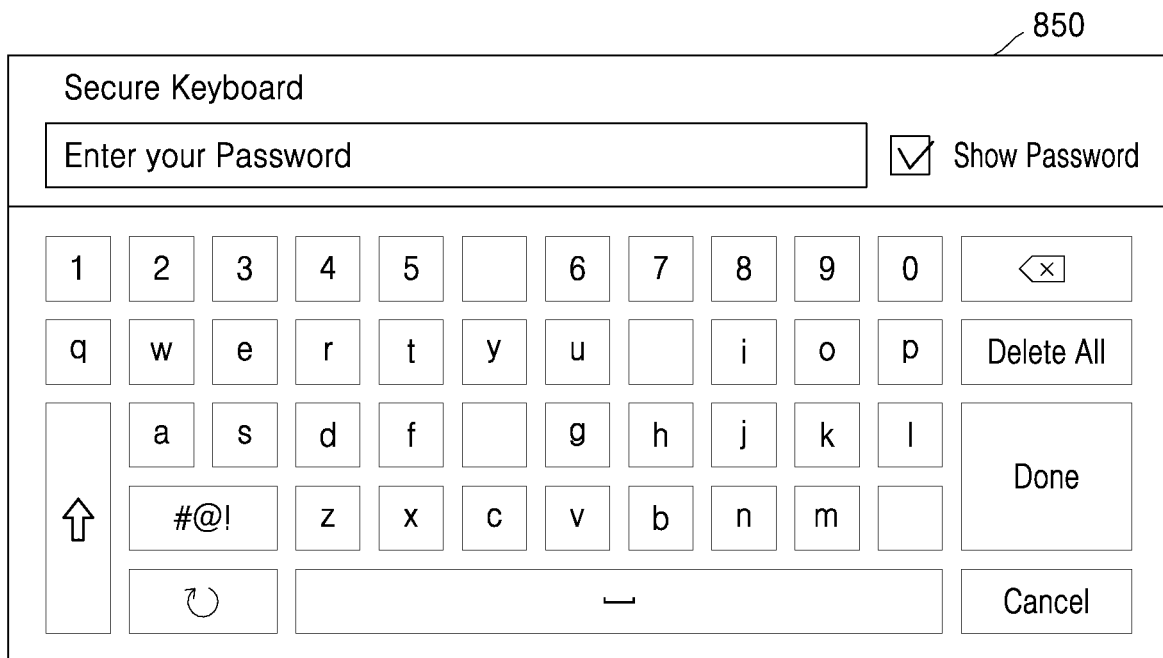 850
Secure Keyboard
Enter your Password Show Password
1 2 3 4 5 6 7 8 9 0
q w e r t y u i o p Delete All
a s d f g h j k l
Done
#@! z x c v b n m
Cancel